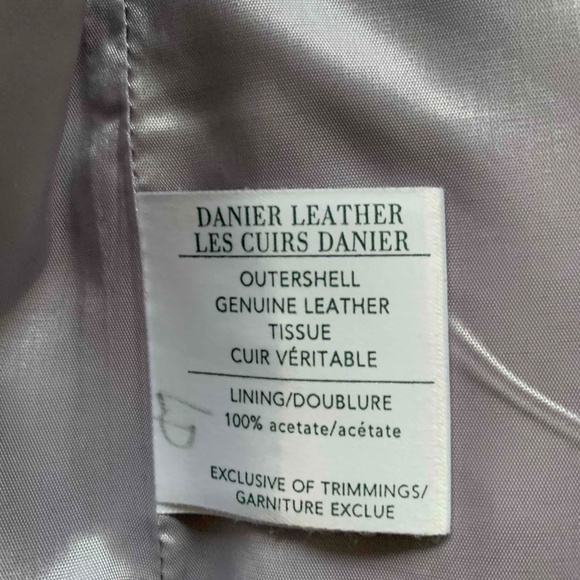 DANIER LEATHER
LES CUIRS DANIER
OUTERSHELL
GENUINE LEATHER
TISSUE
CUIR VÉRITABLE
LINING/DOUBLURE
100% acetate/acétate
EXCLUSIVE OF TRIMMINGS/
GARNITURE EXCLUE